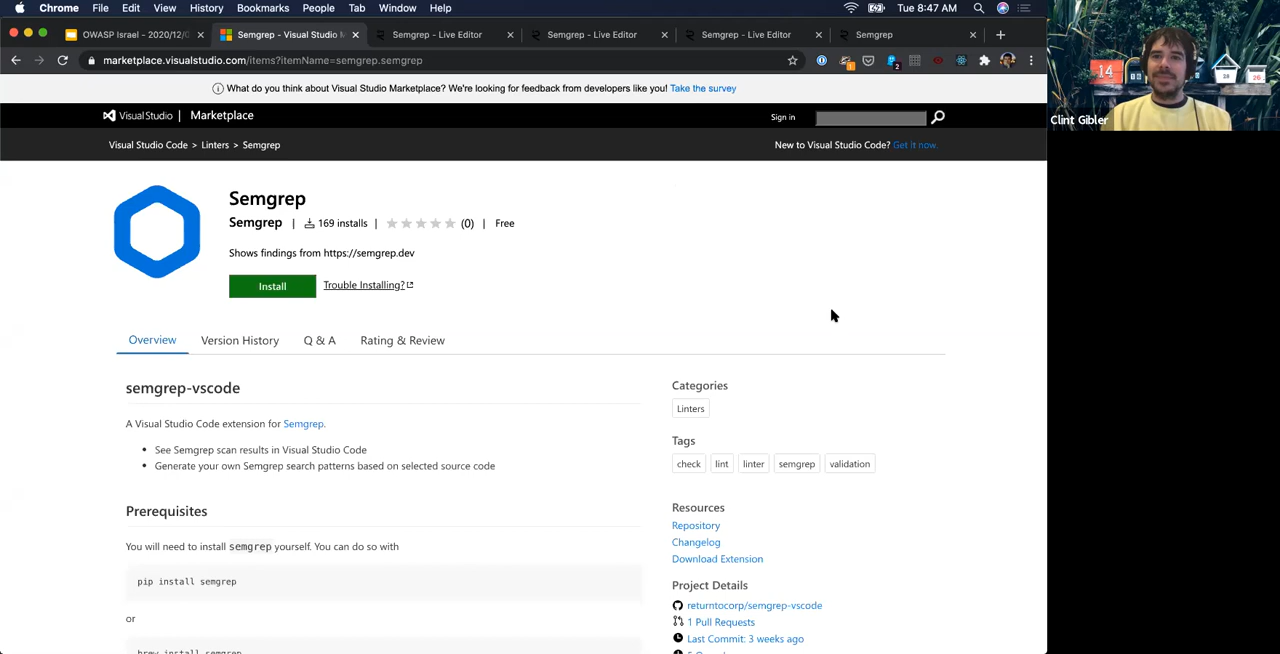 Chrome File Edit View History Bookmarks People Tab Window Help Tue 8:47 AM
OWASP Israel - 2020/12/0 Semgrep - Visual Studio M Semgrep - Live Editor Semgrep - Live Editor Semgrep - Live Editor Semgrep
marketplace.visualstudio.com/items?itemName=semgrep.semgrep
What do you think about Visual Studio Marketplace? We're looking for feedback from developers like you! Take the survey
Visual Studio | Marketplace Sign in
Visual Studio Code > Linters > Semgrep New to Visual Studio Code? Get it now.
Semgrep
Semgrep | 169 installs | (0) | Free
Shows findings from https://semgrep.dev
Install Trouble Installing?
Overview Version History Q & A Rating & Review
semgrep-vscode
A Visual Studio Code extension for Semgrep.
• See Semgrep scan results in Visual Studio Code
• Generate your own Semgrep search patterns based on selected source code
Prerequisites
You will need to install semgrep yourself. You can do so with
pip install semgrep
or
brew install semgrep
Categories
Linters
Tags
check lint linter semgrep validation
Resources
Repository
Changelog
Download Extension
Project Details
returntocorp/semgrep-vscode
1 Pull Requests
Last Commit: 3 weeks ago
14
Clint Gibler